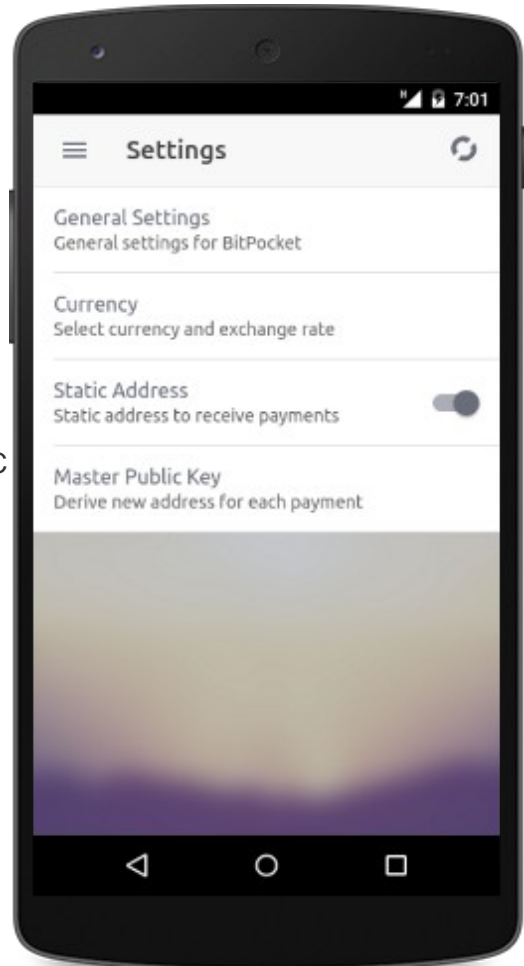 H 7:01
Settings
General Settings
General settings for BitPocket
Currency
Select currency and exchange rate
Static Address
Static address to receive payments
C
Master Public Key
Derive new address for each payment